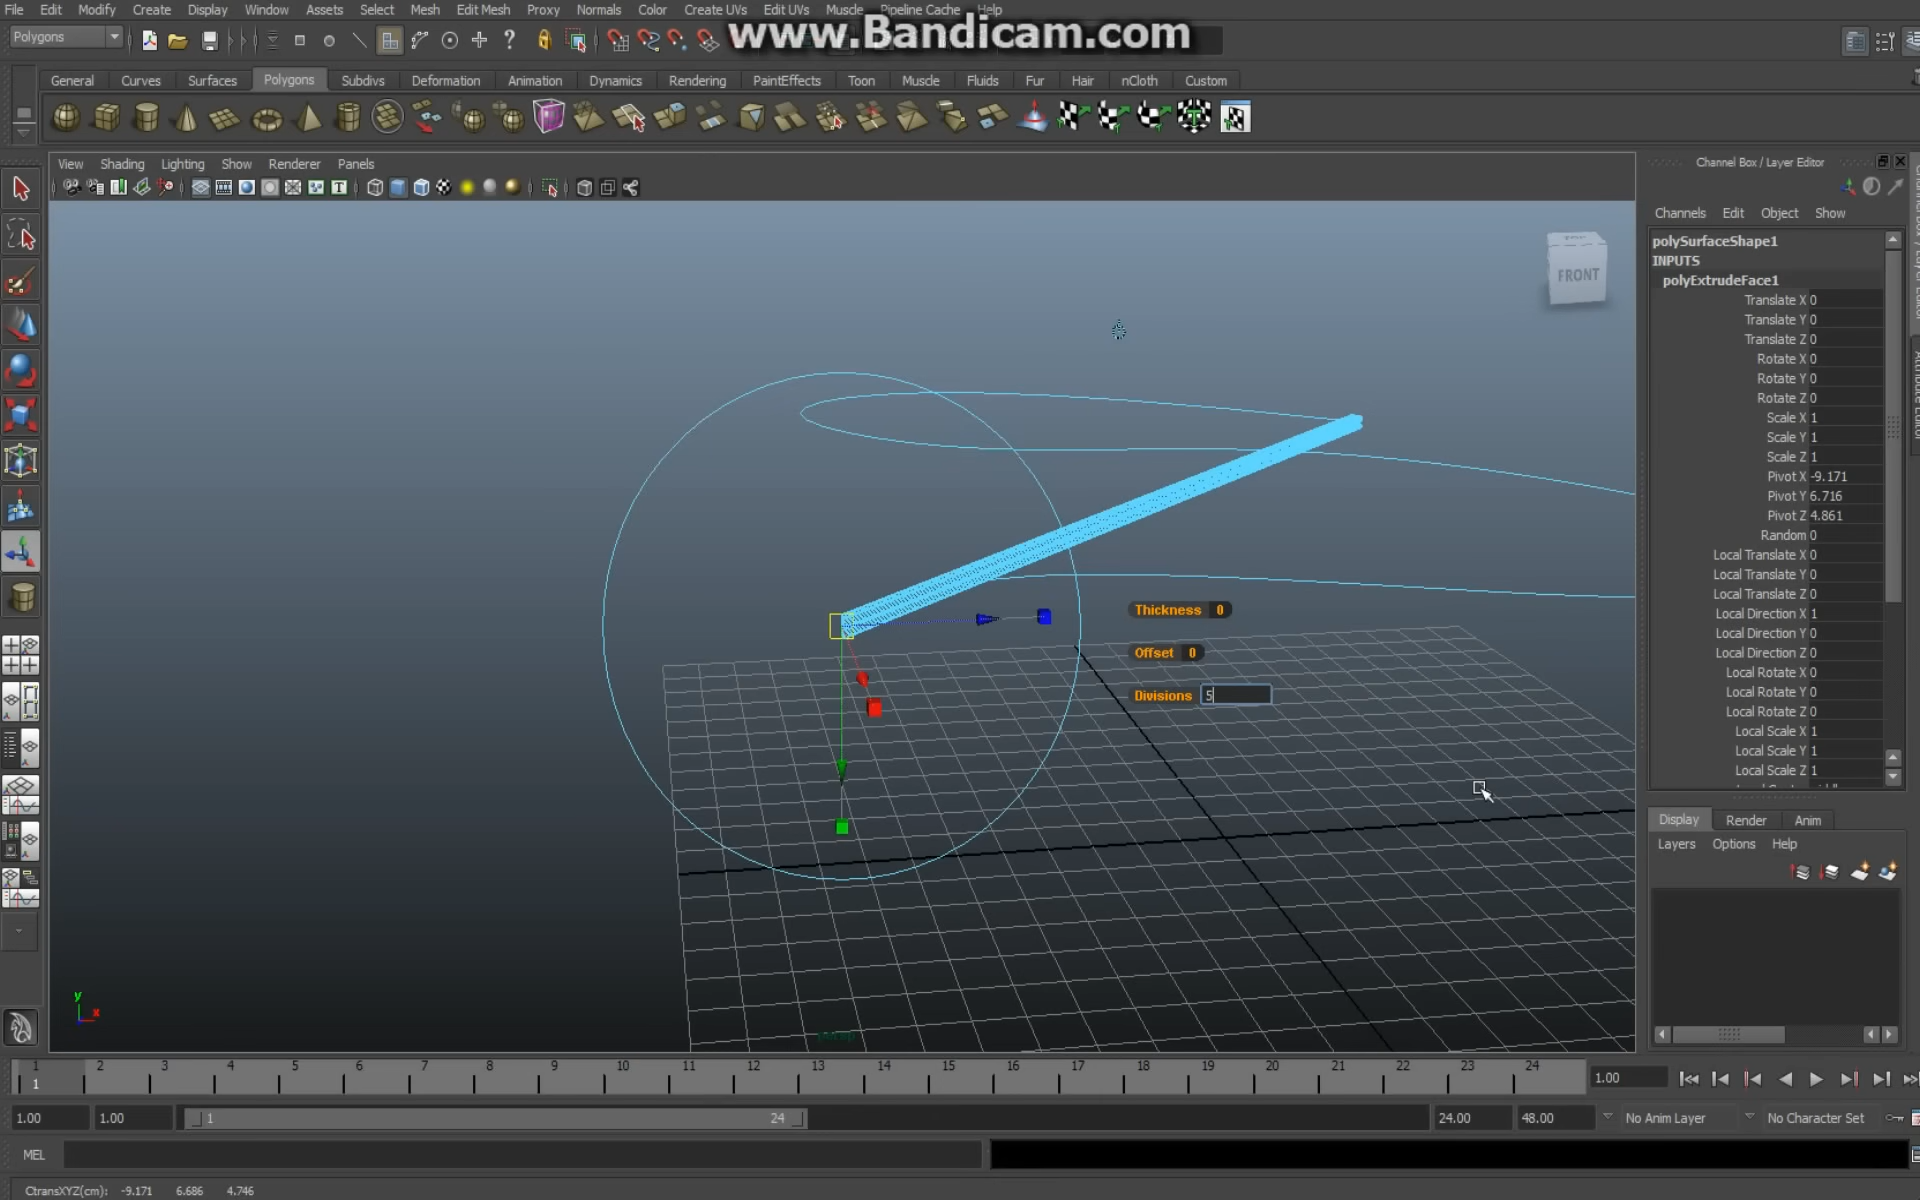 File Edit Modify Create Display Window Assets Select Mesh Edit Mesh Proxy Normals Color Create UVs Edit UVs Muscle Pipeline Cache Help
www.Bandicam.com
Polygons
General Curves Surfaces Polygons Subdivs Deformation Animation Dynamics Rendering PaintEffects Toon Muscle Fluids Fur Hair nCloth Custom
View Shading Lighting Show Renderer Panels
Channel Box / Layer Editor
Channels Edit Object Show
polySurfaceShape1
INPUTS
polyExtrudeFace1
Translate X 0
Translate Y 0
Translate Z 0
Rotate X 0
Rotate Y 0
Rotate Z 0
Scale X 1
Scale Y 1
Scale Z 1
Pivot X -9.171
Pivot Y 6.716
Pivot Z 4.861
Random 0
Local Translate X 0
Local Translate Y 0
Local Translate Z 0
Local Direction X 1
Local Direction Y 0
Local Direction Z 0
Local Rotate X 0
Local Rotate Y 0
Local Rotate Z 0
Local Scale X 1
Local Scale Y 1
Local Scale Z 1
FRONT
Thickness 0
Offset 0
Divisions 5
y
x
persp
Display Render Anim
Layers Options Help
1 2 3 4 5 6 7 8 9 10 11 12 13 14 15 16 17 18 19 20 21 22 23 24
1
1.00
1.00 1.00 1 24 24.00 48.00 No Anim Layer No Character Set
MEL
CtransXYZ(cm): -9.171 6.686 4.746